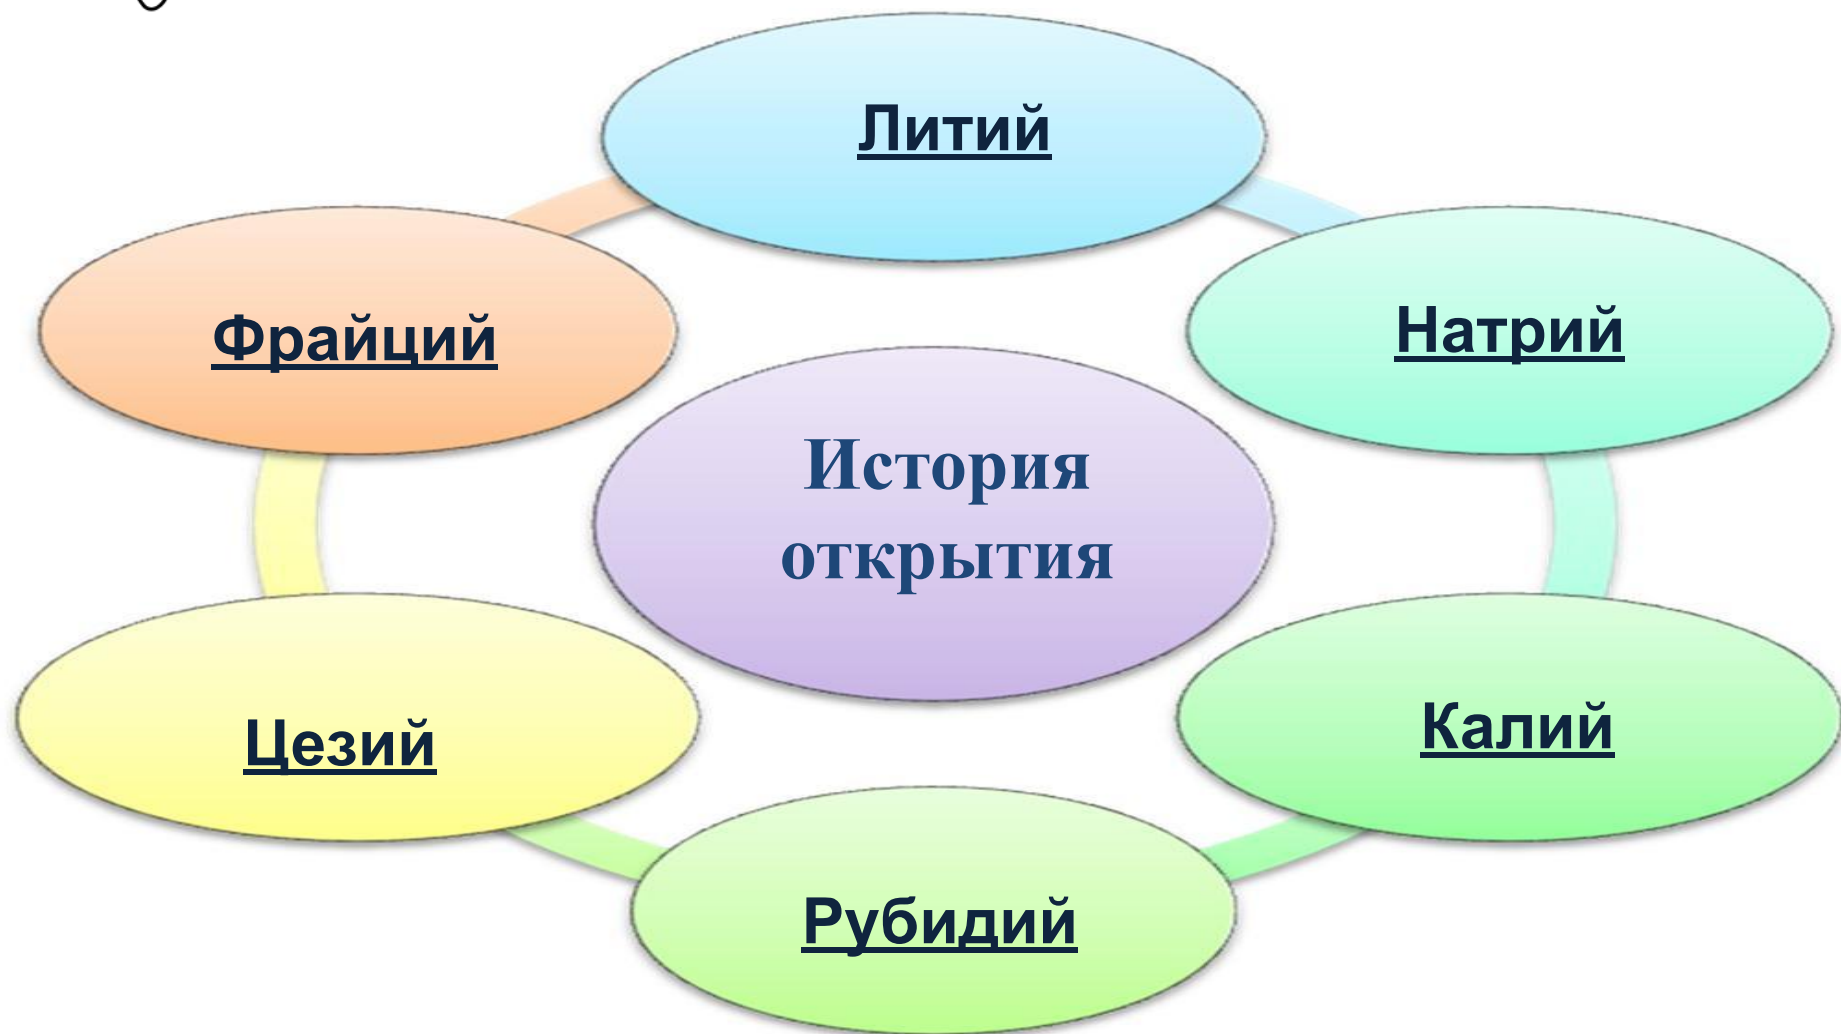 Литий
Фрайций
Натрий
История
открытия
Цезий
Калий
Рубидий